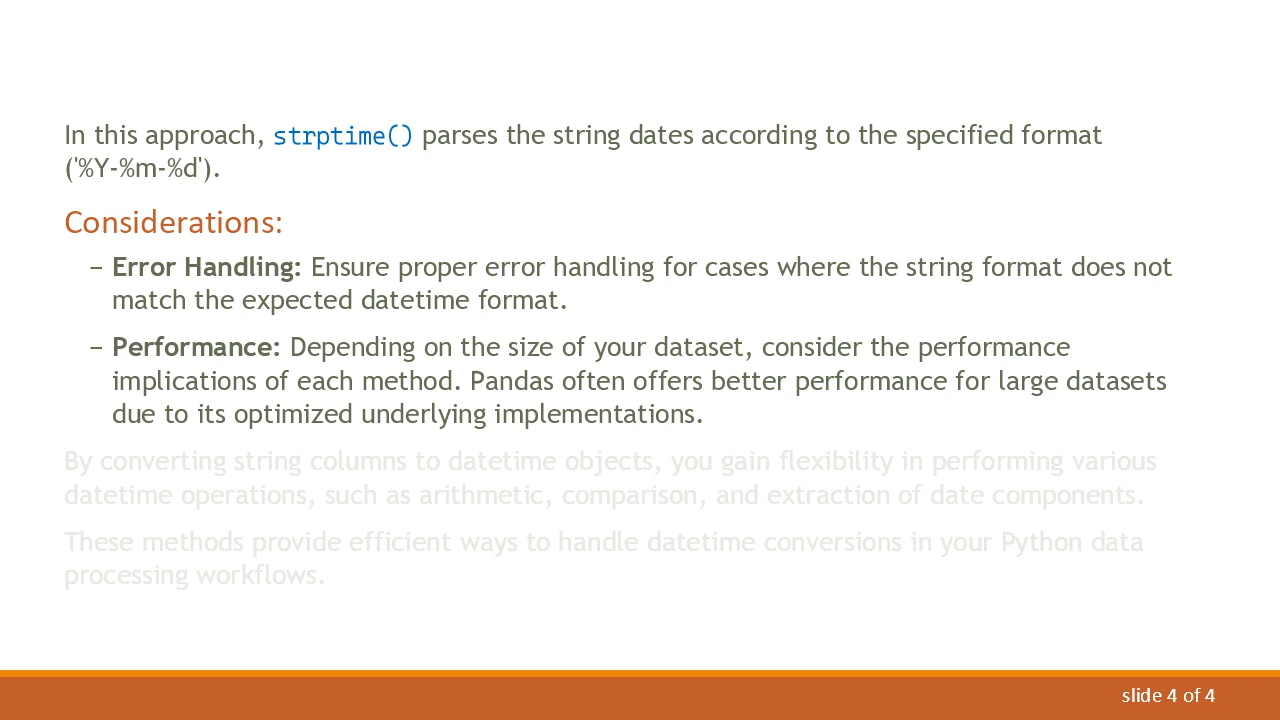 In this approach, strptime() parses the string dates according to the specified format
('%Y-%m-%d').
Considerations:
– Error Handling: Ensure proper error handling for cases where the string format does not
match the expected datetime format.
– Performance: Depending on the size of your dataset, consider the performance
implications of each method. Pandas often offers better performance for large datasets
due to its optimized underlying implementations.
By converting string columns to datetime objects, you gain flexibility in performing various
datetime operations, such as arithmetic, comparison, and extraction of date components.
These methods provide efficient ways to handle datetime conversions in your Python data
processing workflows.
slide 4 of 4